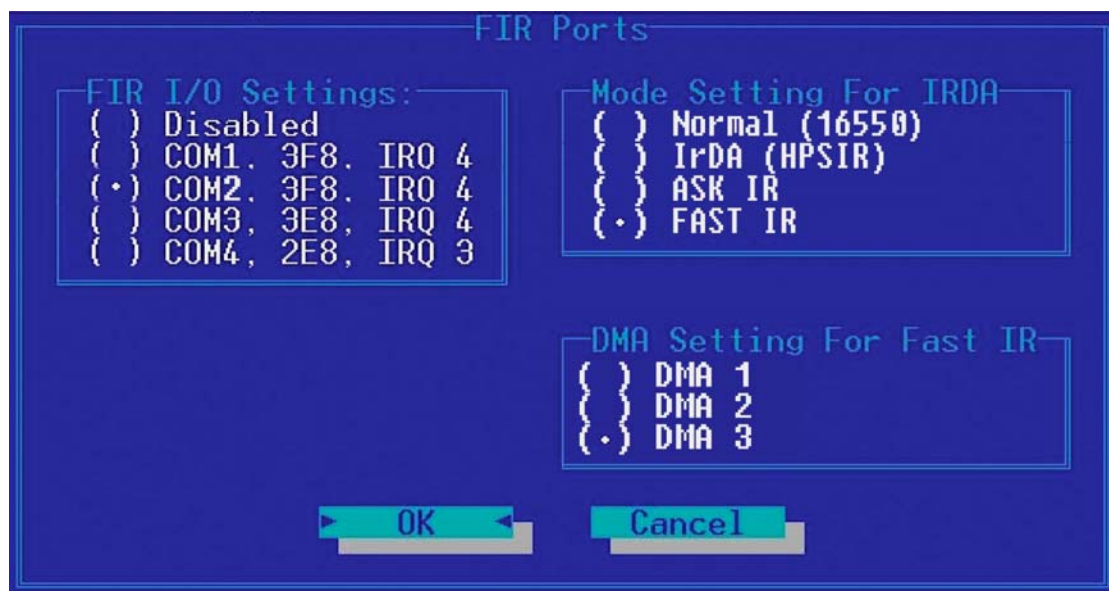 FIR Ports
FIR I/O Settings:
( ) Disabled
( ) COM1. 3F8. IRQ 4
(•) COM2. 3F8. IRQ 4
( ) COM3, 3E8, IRQ 4
( ) COM4, 2E8, IRQ 3
Mode Setting For IRDA
( ) Normal (16550)
( ) IrDA (HPSIR)
( ) ASK IR
(•) FAST IR
DMA Setting For Fast IR
( ) DMA 1
( ) DMA 2
(•) DMA 3
► OK ◄
Cancel